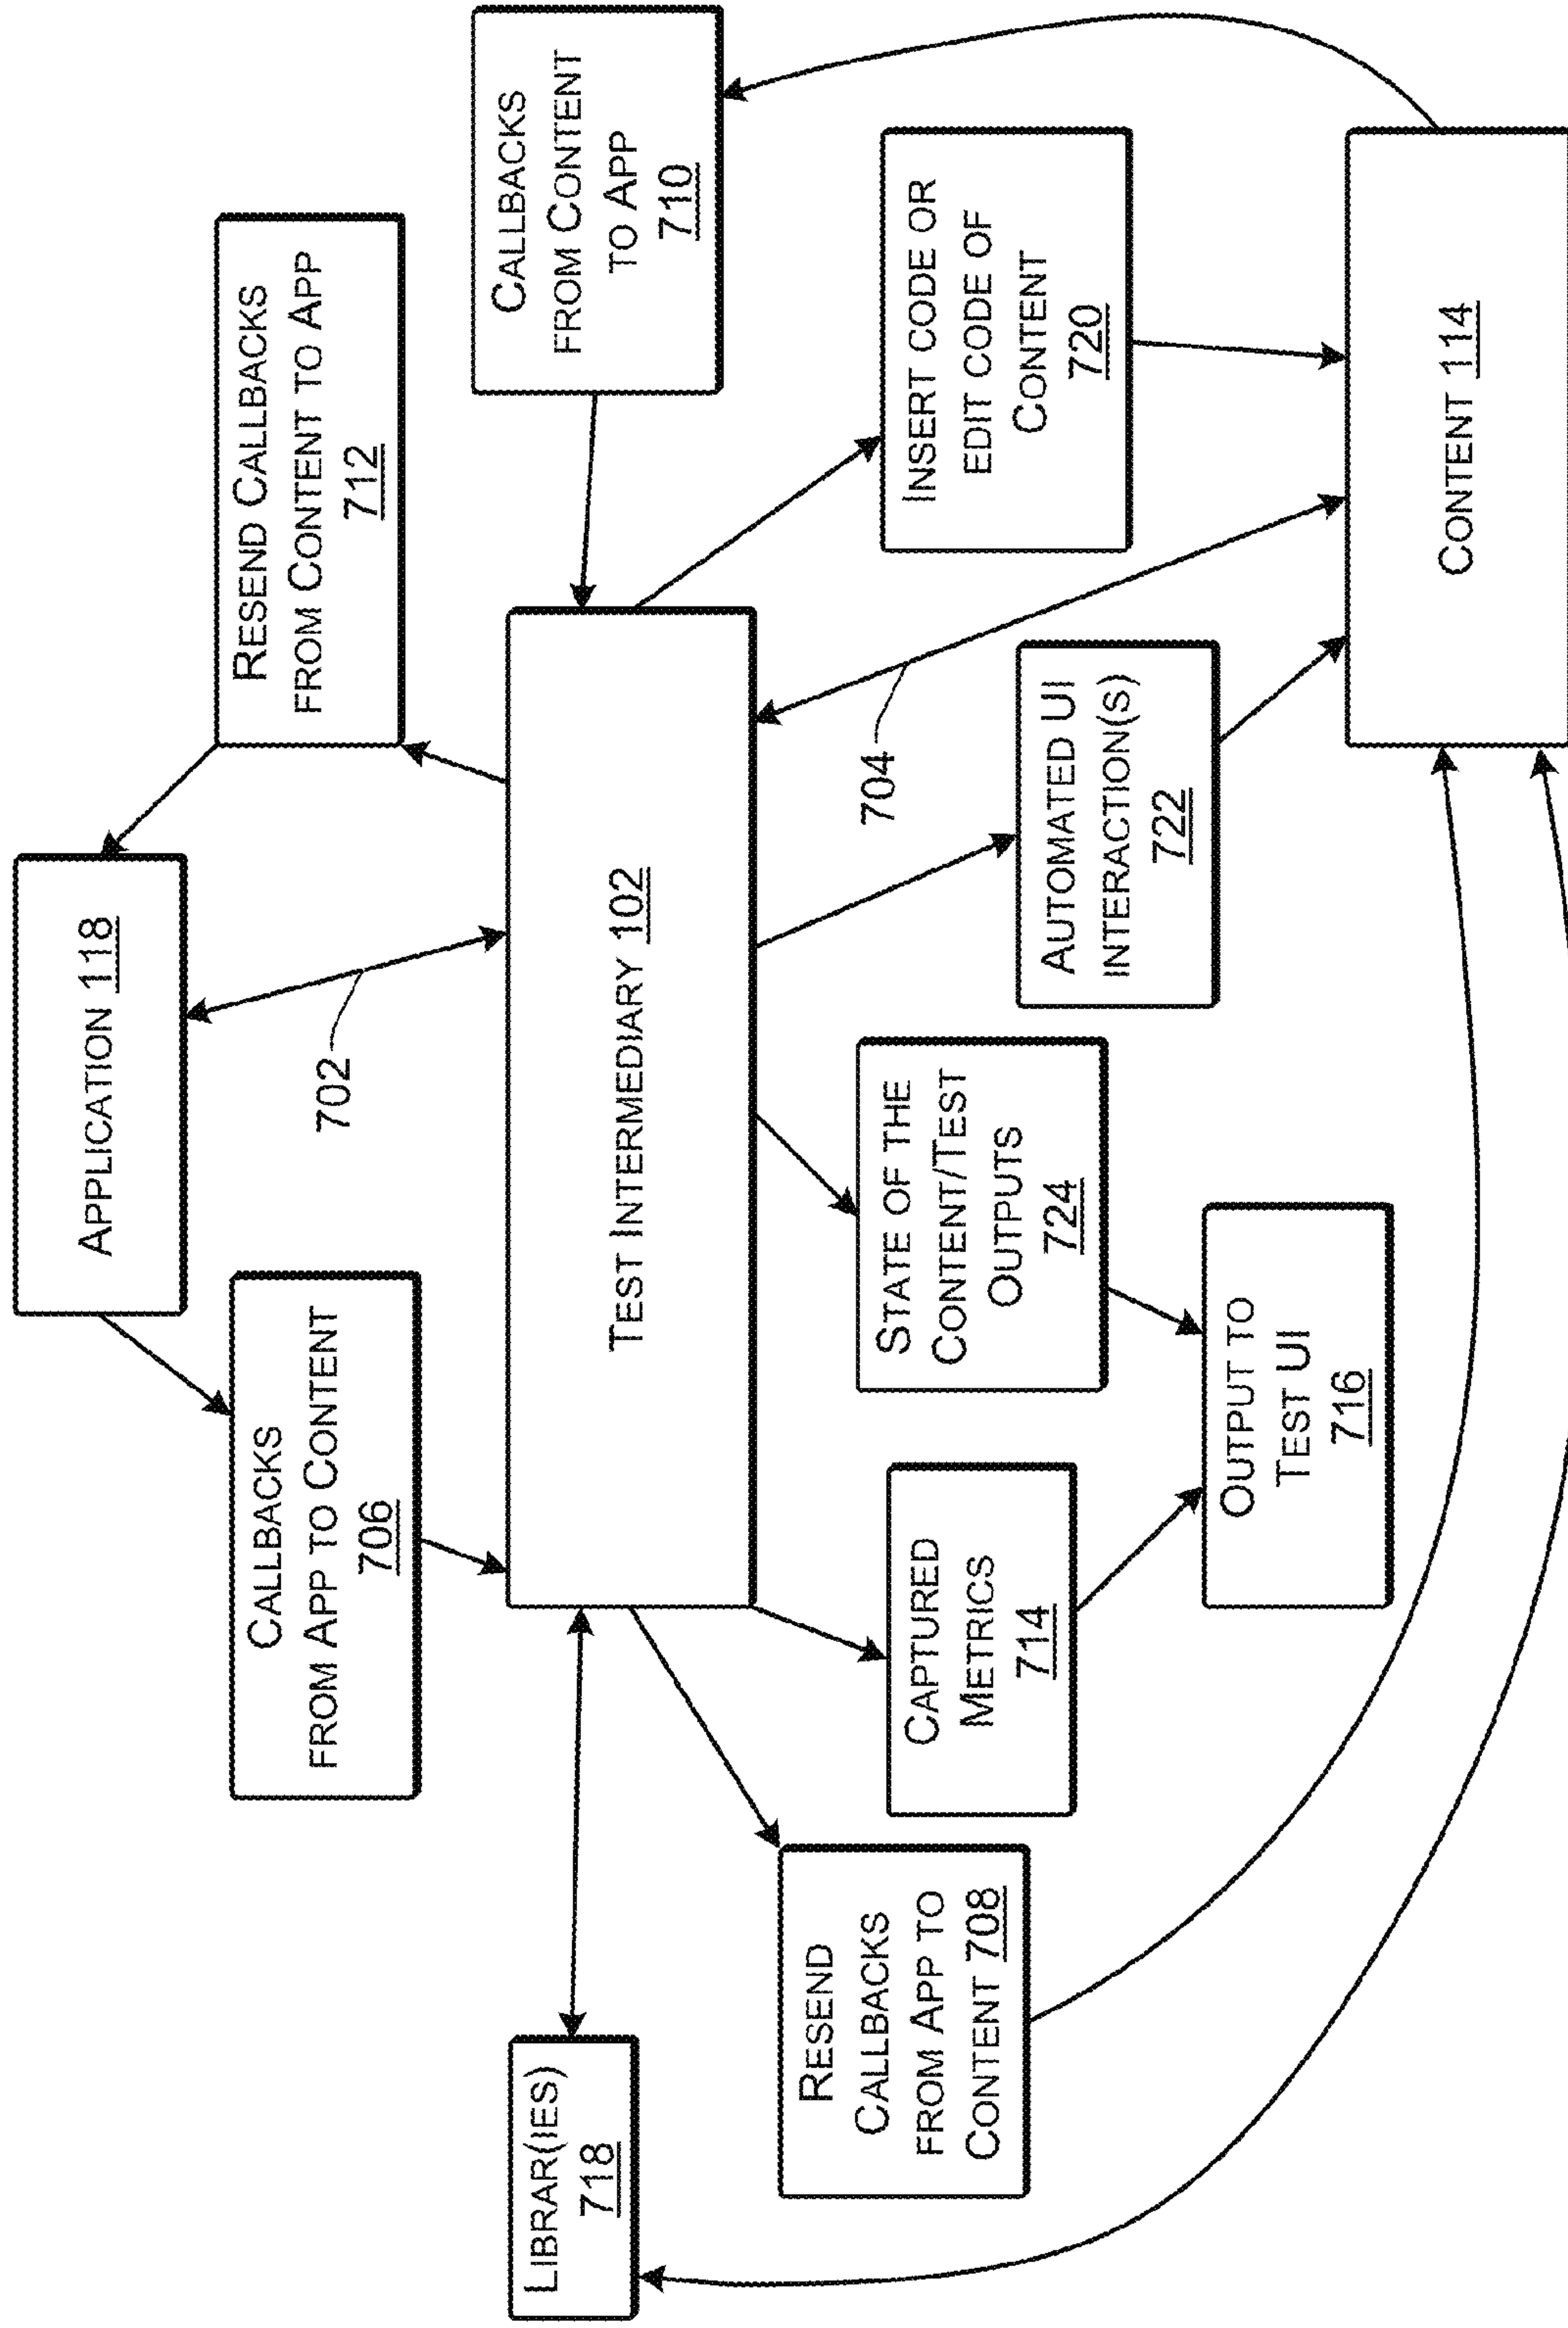 APPLICATION 118
CALLBACKS
FROM APP TO CONTENT
706
702
RESEND CALLBACKS
FROM CONTENT TO APP
712
LIBRAR(IES)
718
TEST INTERMEDIARY 102
CALLBACKS
FROM CONTENT
TO APP
710
RESEND
CALLBACKS
FROM APP TO
CONTENT 708
CAPTURED
METRICS
714
STATE OF THE
CONTENT/TEST
OUTPUTS
724
AUTOMATED UI
INTERACTION(S)
722
704
INSERT CODE OR
EDIT CODE OF
CONTENT
720
OUTPUT TO
TEST UI
716
CONTENT 114